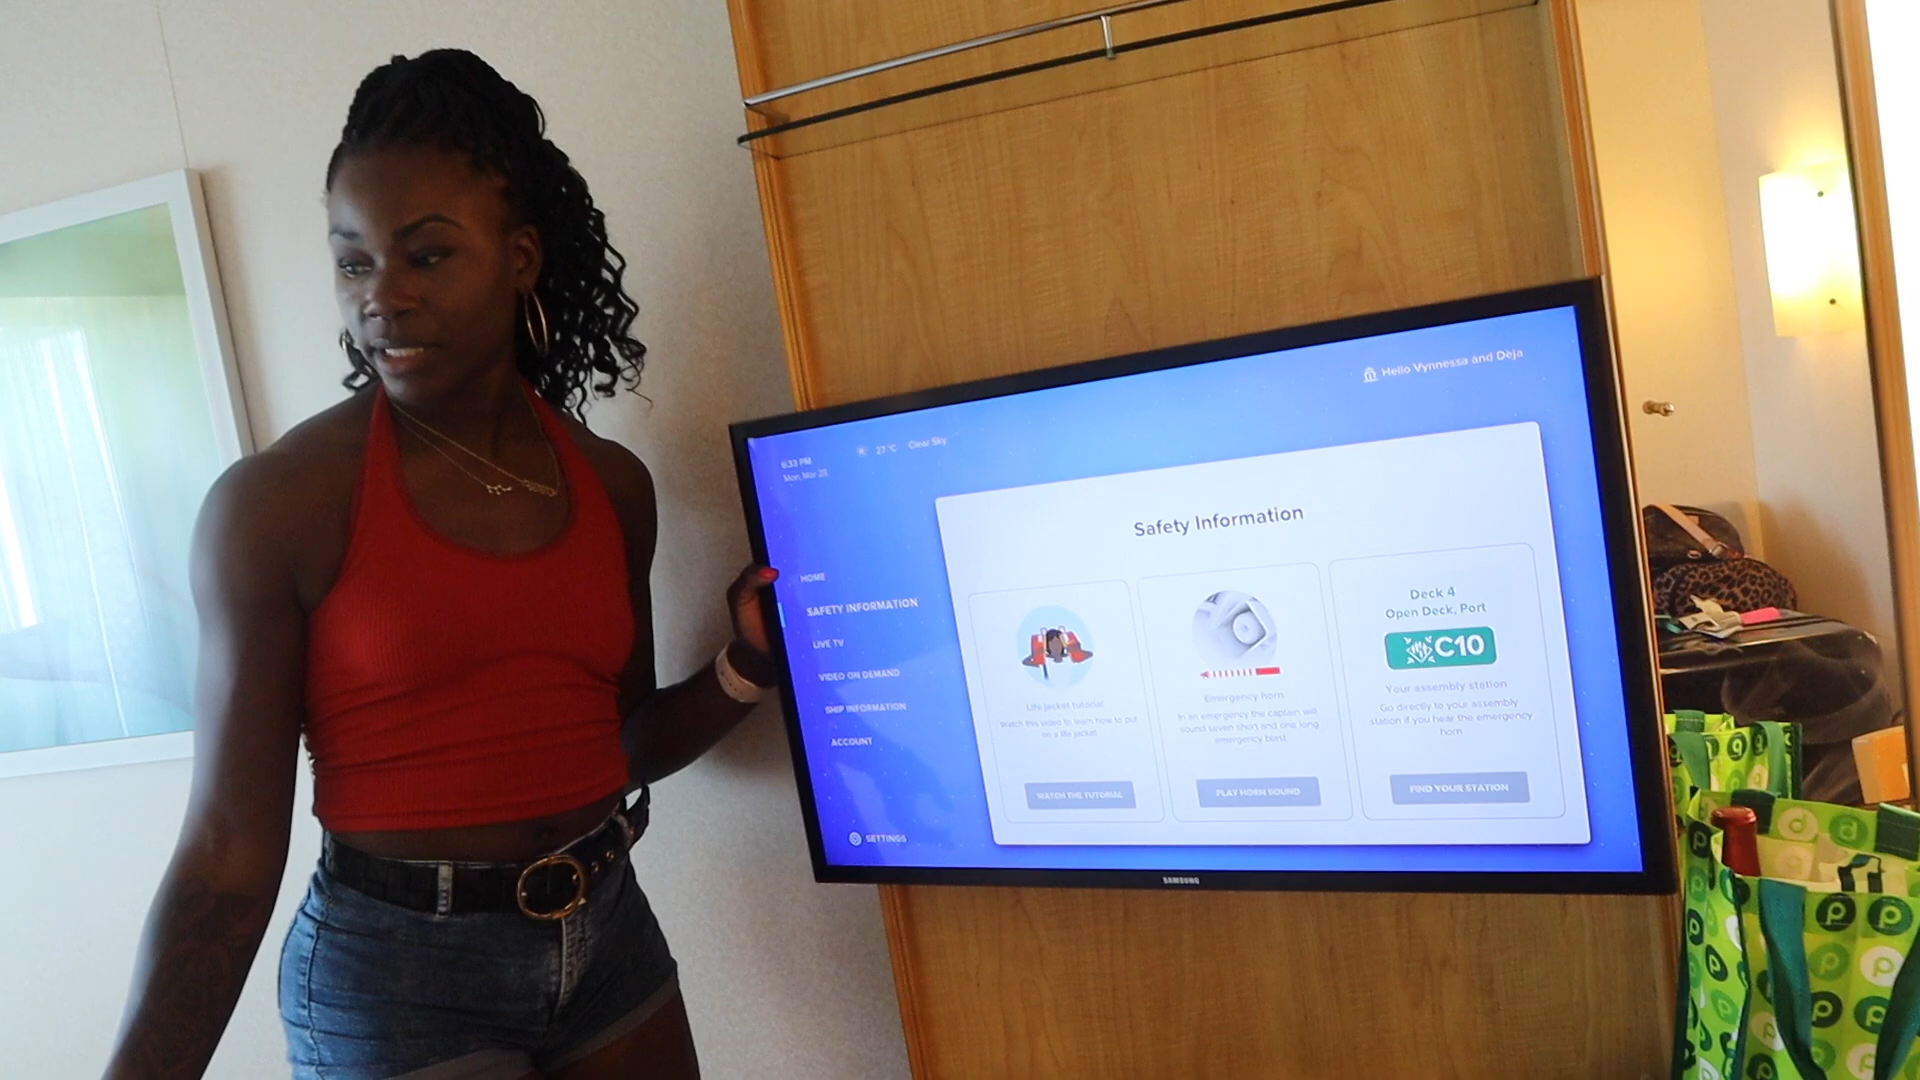 Hello Vynnessa and Deja
6:33 PM
27 °C Clear Sky
HOME
SAFETY INFORMATION
LIVE TV
VIDEO ON DEMAND
SHIP INFORMATION
ACCOUNT
SETTINGS
Safety Information
Life jacket tutorial
Watch this video to learn how to put
on a life jacket
WATCH THE TUTORIAL
Emergency horn
In an emergency the captain will
sound seven short and one long
emergency blast
PLAY HORN SOUND
Deck 4
Open Deck, Port
C10
Your assembly station
Go directly to your assembly
station if you hear the emergency
horn
FIND YOUR STATION
SAMSUNG